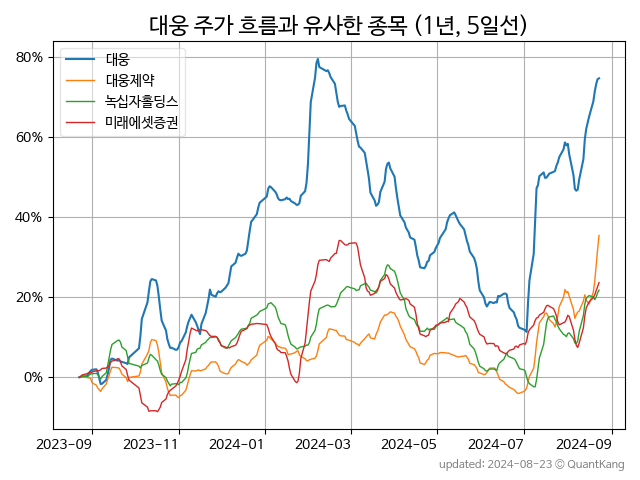 대웅 주가 흐름과 유사한 종목 (1년, 5일선)
대웅
대웅제약
녹십자홀딩스
미래에셋증권
80%
60%
40%
20%
0%
2023-09 2023-11 2024-01 2024-03 2024-05 2024-07 2024-09
updated: 2024-08-23 © QuantKang